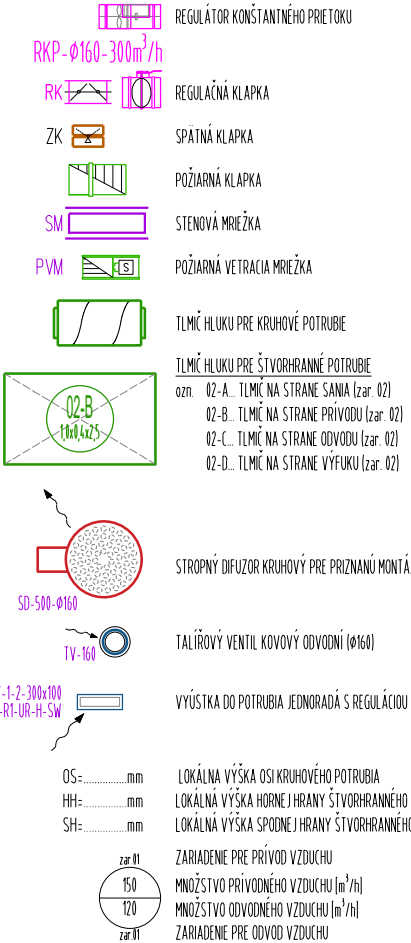 REGULÁTOR KONŠTANTNÉHO PRIETOKU
RKP-Ø160-300m³/h
RK REGULAČNÁ KLAPKA
ZK SPÄTNÁ KLAPKA
POŽIARNÁ KLAPKA
SM STENOVÁ MRIEŽKA
PVM S POŽIARNÁ VETRACIA MRIEŽKA
TLMIČ HLUKU PRE KRUHOVÉ POTRUBIE
TLMIČ HLUKU PRE ŠTVORHRANNÉ POTRUBIE
ozn. 02-A... TLMIČ NA STRANE SANIA (zar. 02)
02-B... TLMIČ NA STRANE PRÍVODU (zar. 02)
02-C... TLMIČ NA STRANE ODVODU (zar. 02)
02-D... TLMIČ NA STRANE VÝFUKU (zar. 02)
02-B
1,0x0,4x2,5
STROPNÝ DIFUZOR KRUHOVÝ PRE PRIZNANÚ MONTÁ
SD-500-Ø160
TV-160 TALÍŘOVÝ VENTIL KOVOVÝ ODVODNÍ (Ø160)
-1-2-300x100
-R1-UR-H-SW
VYÚSTKA DO POTRUBIA JEDNORADÁ S REGULÁCIOU
OS=................mm LOKÁLNA VÝŠKA OSI KRUHOVÉHO POTRUBIA
HH=................mm LOKÁLNÁ VÝŠKA HORNEJ HRANY ŠTVORHRANNÉHO
SH=................mm LOKÁLNÁ VÝŠKA SPODNEJ HRANY ŠTVORHRANNÉHO
zar.01 ZARIADENIE PRE PRÍVOD VZDUCHU
150 MNOŽSTVO PRÍVODNÉHO VZDUCHU [m³/h]
120 MNOŽSTVO ODVODNÉHO VZDUCHU [m³/h]
zar.01 ZARIADENIE PRE ODVOD VZDUCHU